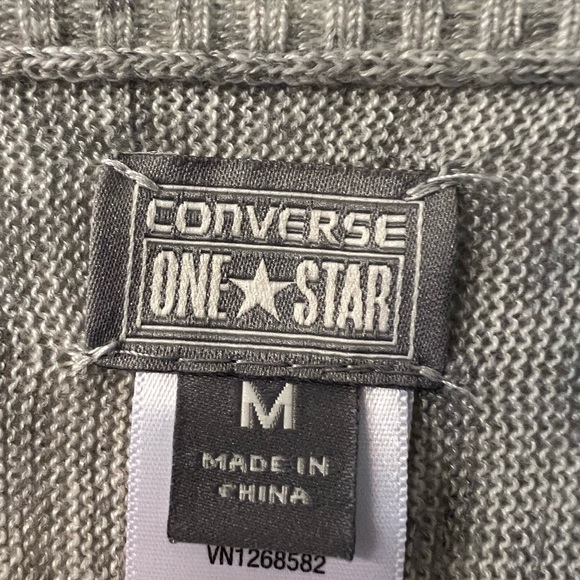 CONVERSE
ONE★STAR
M
MADE IN
CHINA
VN1268582